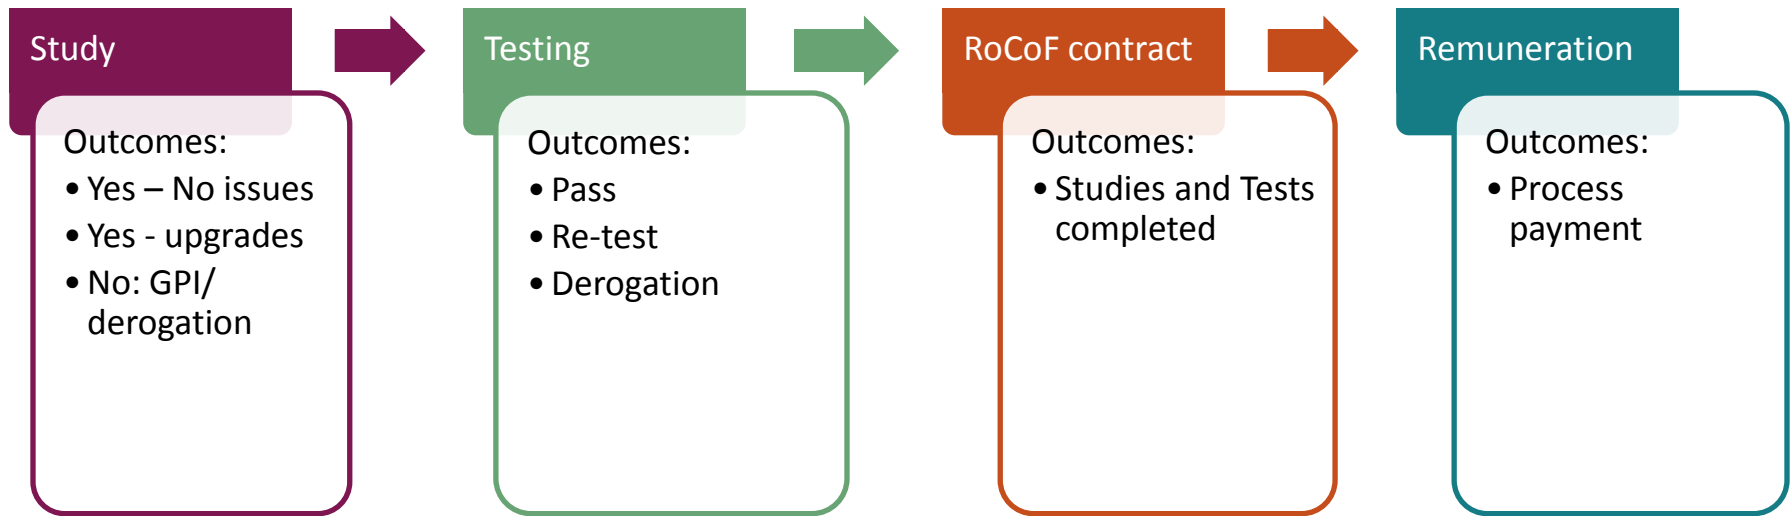 Study
Outcomes:
• Yes – No issues
• Yes - upgrades
• No: GPI/
derogation
Testing
Outcomes:
• Pass
• Re-test
• Derogation
RoCoF contract
Outcomes:
• Studies and Tests
completed
Remuneration
Outcomes:
• Process
payment